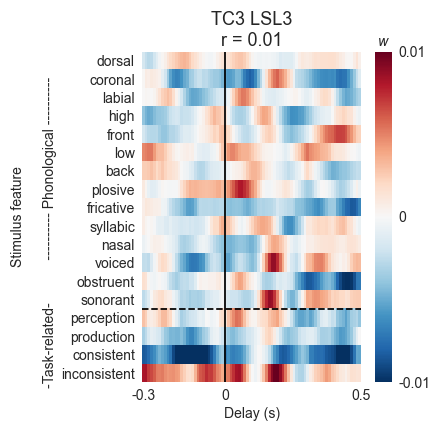 TC3 LSL3
r = 0.01
w
dorsal
coronal
labial
high
front
low
back
plosive
fricative
syllabic
nasal
voiced
obstruent
sonorant
perception
production
consistent
inconsistent
Stimulus feature
-Task-related- ---------- Phonological ----------
-0.3 0 0.5
Delay (s)
0.01
0
-0.01